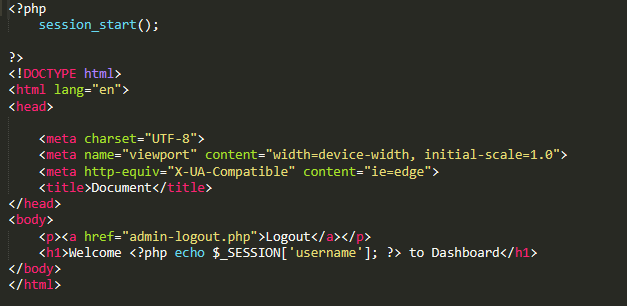 <?php
    session_start();

?>
<!DOCTYPE html>
<html lang="en">
<head>

    <meta charset="UTF-8">
    <meta name="viewport" content="width=device-width, initial-scale=1.0">
    <meta http-equiv="X-UA-Compatible" content="ie=edge">
    <title>Document</title>
</head>
<body>
    <p><a href="admin-logout.php">Logout</a></p>
    <h1>Welcome <?php echo $_SESSION['username']; ?> to Dashboard</h1>
</body>
</html>